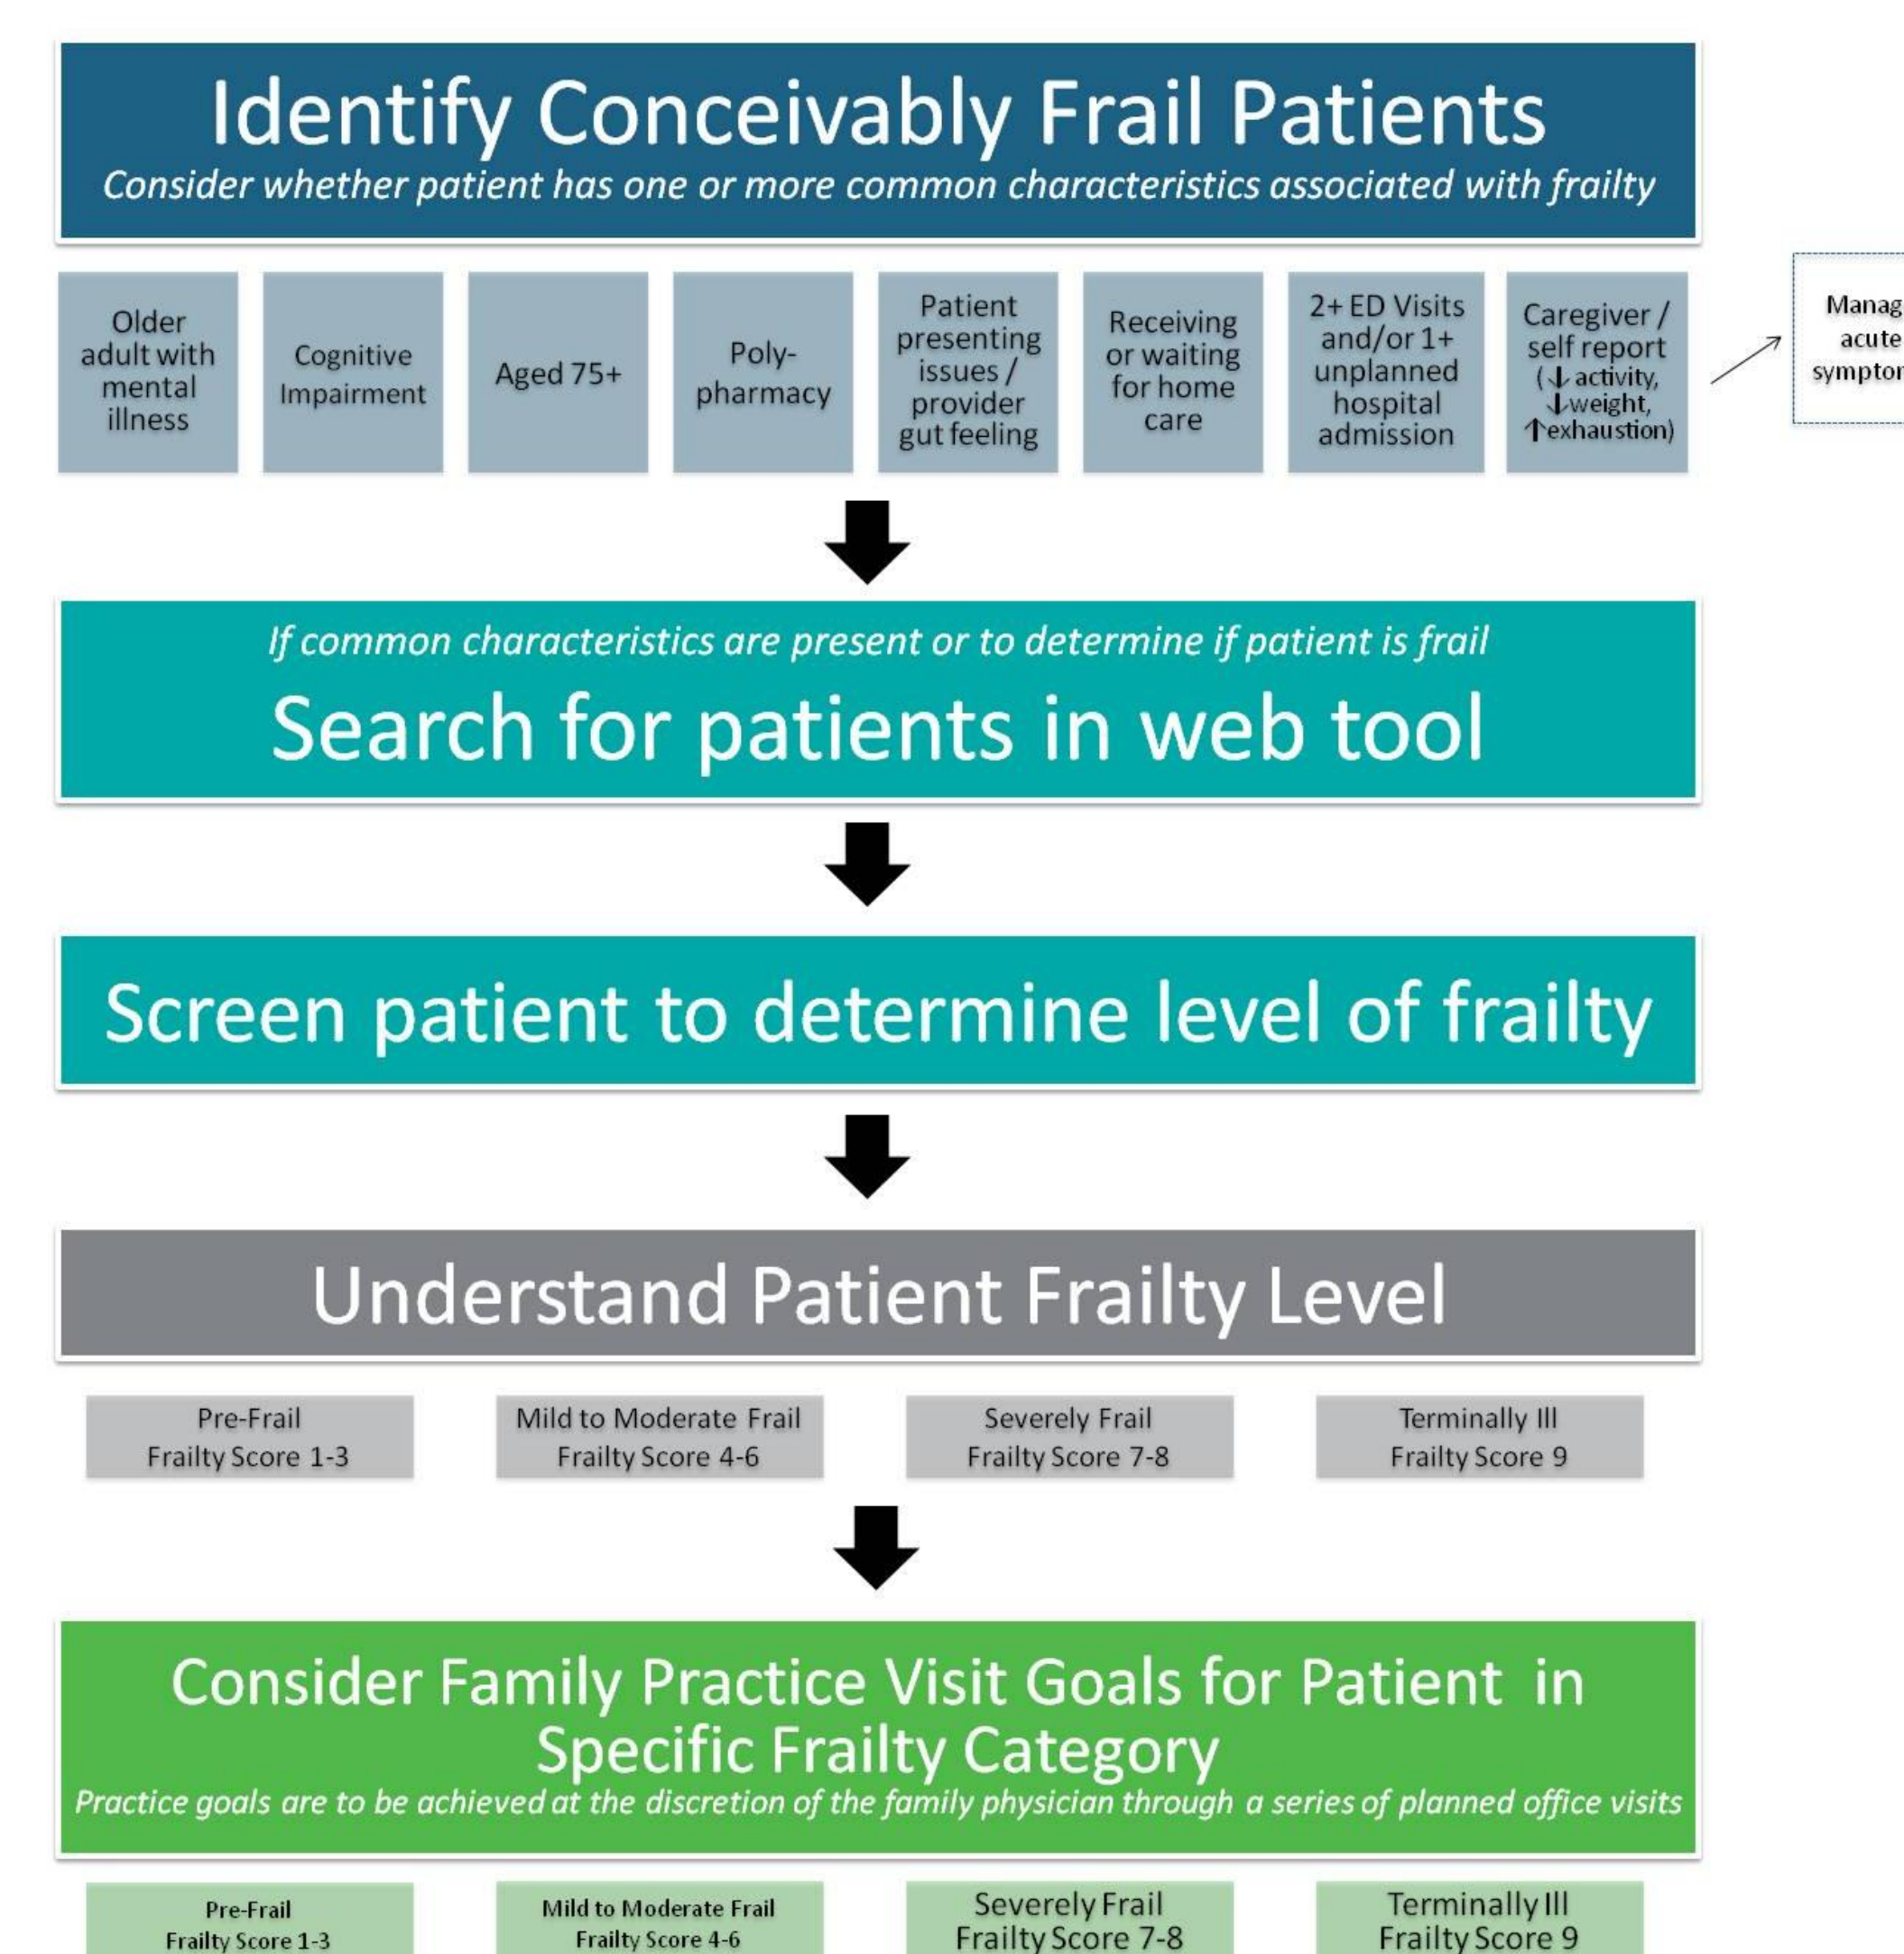 Identify Conceivably Frail Patients
Consider whether patient has one or more common characteristics associated with frailty
Older
adult with
mental
illness
Cognitive
Impairment
Aged 75+
Poly-
pharmacy
Patient
presenting
issues /
provider
gut feeling
Receiving
or waiting
for home
care
2+ ED Visits
and/or 1+
unplanned
hospital
admission
Caregiver /
self report
(↓ activity,
↓weight,
↑exhaustion)
acute
If common characteristics are present or to determine if patient is frail
Search for patients in web tool
Screen patient to determine level of frailty
Understand Patient Frailty Level
Pre-Frail
Frailty Score 1-3
Mild to Moderate Frail
Frailty Score 4-6
Severely Frail
Frailty Score 7-8
Terminally Ill
Frailty Score 9
Consider Family Practice Visit Goals for Patient in
Specific Frailty Category
Practice goals are to be achieved at the discretion of the family physician through a series of planned office visits
Pre-Frail
Frailty Score 1-3
Mild to Moderate Frail
Frailty Score 4-6
Severely Frail
Frailty Score 7-8
Terminally Ill
Frailty Score 9